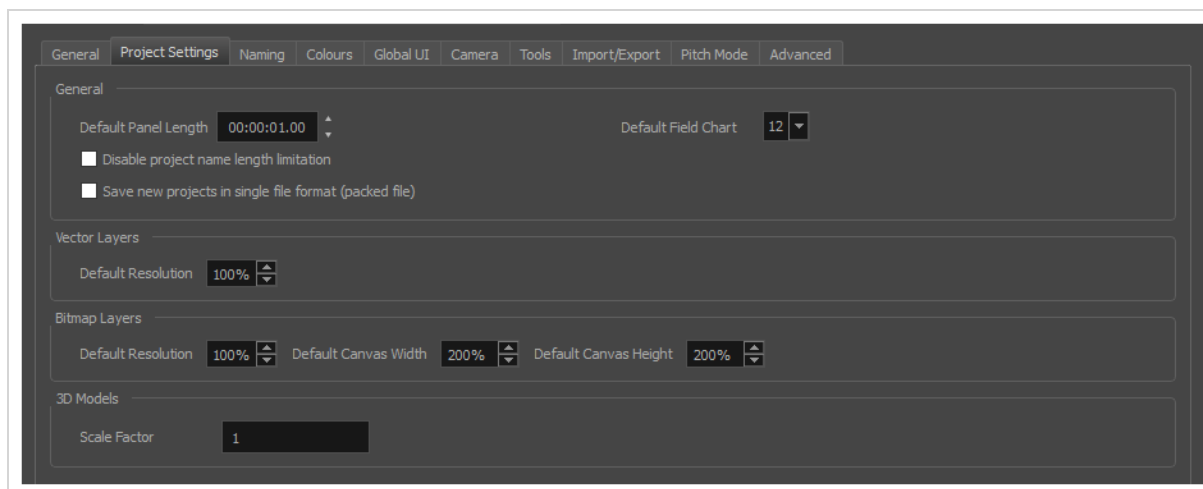 General Project Settings Naming Colours Global UI Camera Tools Import/Export Pitch Mode Advanced
General
Default Panel Length 00:00:01.00 Default Field Chart 12
Disable project name length limitation
Save new projects in single file format (packed file)
Vector Layers
Default Resolution 100%
Bitmap Layers
Default Resolution 100% Default Canvas Width 200% Default Canvas Height 200%
3D Models
Scale Factor 1